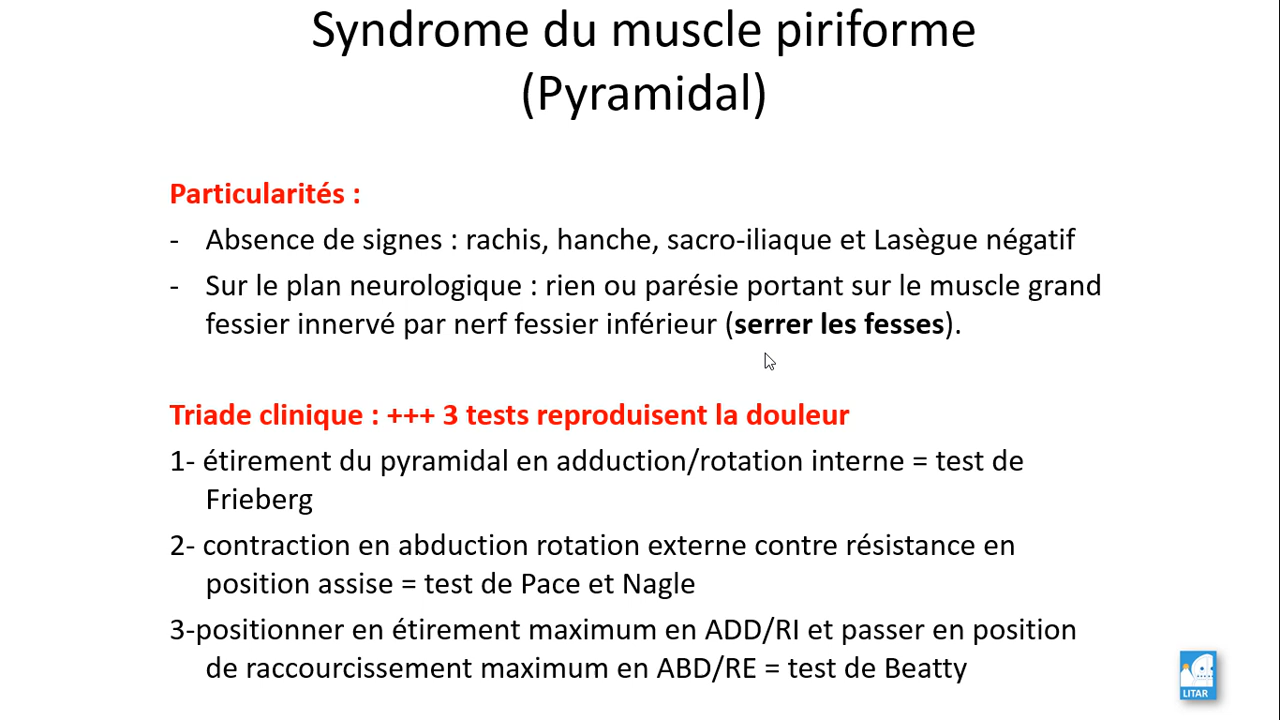 Syndrome du muscle piriforme
(Pyramidal)
Particularités :
- Absence de signes : rachis, hanche, sacro-iliaque et Lasègue négatif
- Sur le plan neurologique : rien ou parésie portant sur le muscle grand
fessier innervé par nerf fessier inférieur (serrer les fesses).
Triade clinique : +++ 3 tests reproduisent la douleur
1- étirement du pyramidal en adduction/rotation interne = test de
Frieberg
2- contraction en abduction rotation externe contre résistance en
position assise = test de Pace et Nagle
3-positionner en étirement maximum en ADD/RI et passer en position
de raccourcissement maximum en ABD/RE = test de Beatty
LITAR